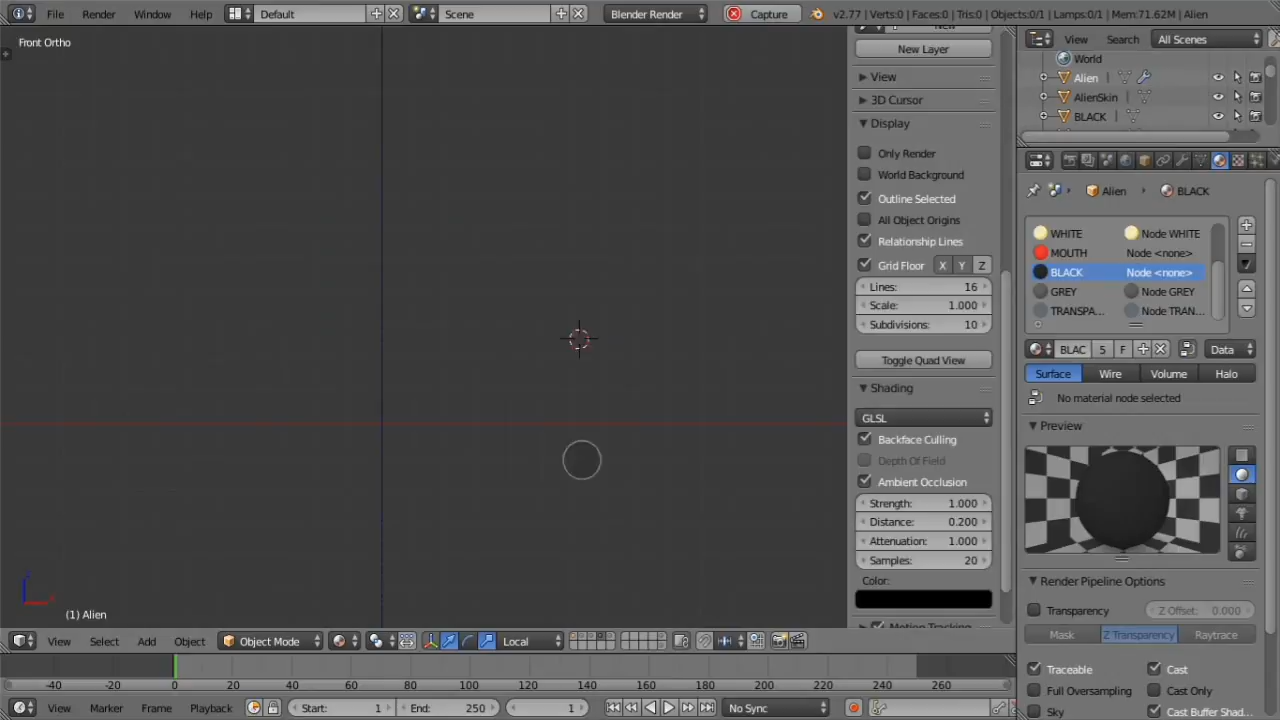 File Render Window Help Default Scene Blender Render Capture v2.77 | Verts:0 | Faces:0 | Tris:0 | Objects:0/1 | Lamps:0/1 | Mem:71.62M | Alien
Front Ortho
New Layer
View
3D Cursor
Display
Only Render
World Background
Outline Selected
All Object Origins
Relationship Lines
Grid Floor X Y Z
Lines: 16
Scale: 1.000
Subdivisions: 10
Toggle Quad View
Shading
GLSL
Backface Culling
Depth Of Field
Ambient Occlusion
Strength: 1.000
Distance: 0.200
Attenuation: 1.000
Samples: 20
Color:
Motion Tracking
View Search All Scenes
World
Alien
AlienSkin
BLACK
Alien BLACK
WHITE Node WHITE
MOUTH Node <none>
BLACK Node <none>
GREY Node GREY
TRANSPA... Node TRAN...
BLAC 5 F Data
Surface Wire Volume Halo
No material node selected
Preview
Render Pipeline Options
Transparency Z Offset: 0.000
Mask Z Transparency Raytrace
Traceable Cast
Full Oversampling Cast Only
Sky Cast Buffer Shad...
(1) Alien
View Select Add Object Object Mode Local
-40 -20 0 20 40 60 80 100 120 140 160 180 200 220 240 260
View Marker Frame Playback Start: 1 End: 250 1 No Sync